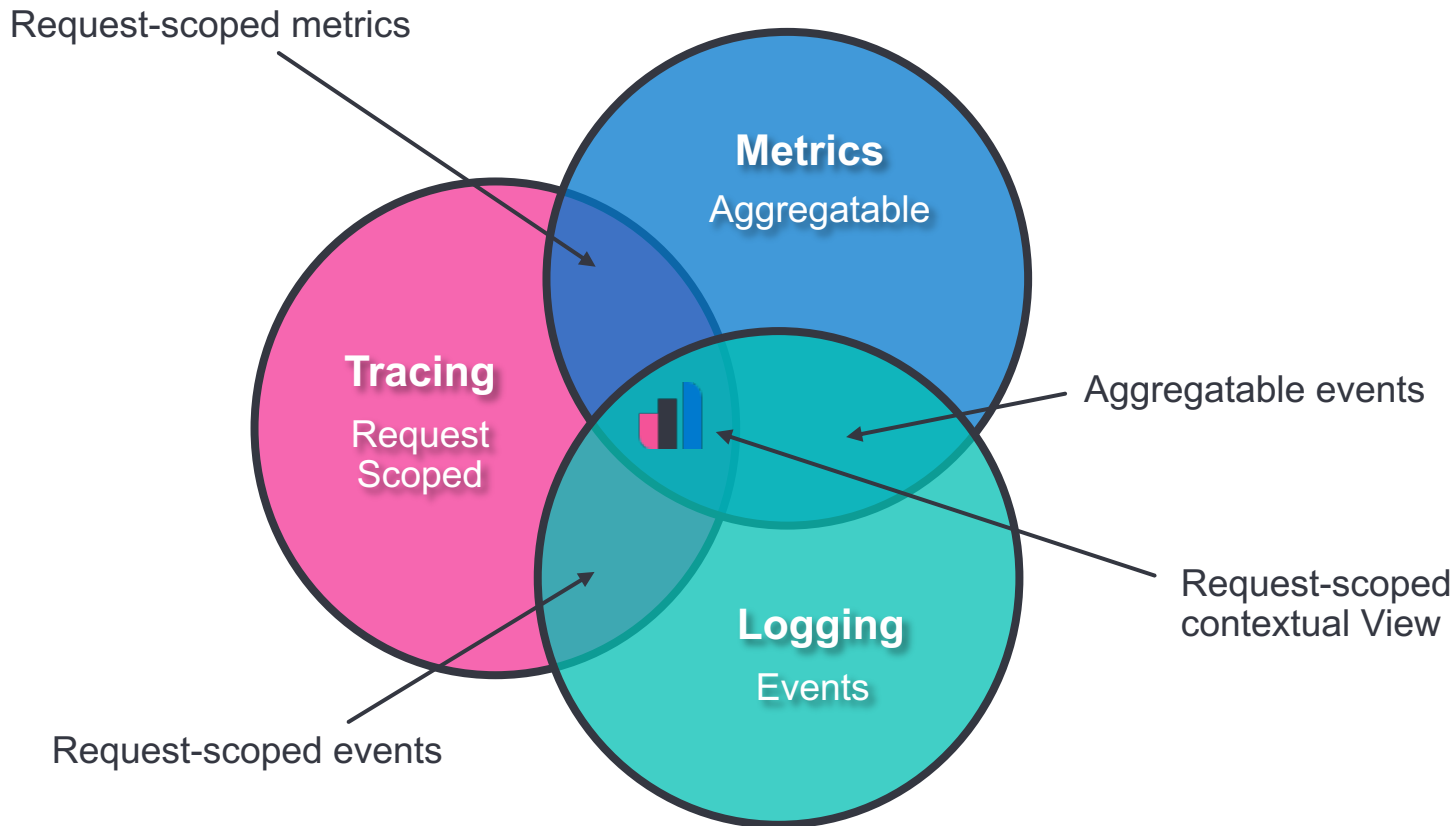 Request-scoped metrics
Metrics
Aggregatable
Tracing
Request
Scoped
Aggregatable events
Request-scoped
contextual View
Logging
Events
Request-scoped events